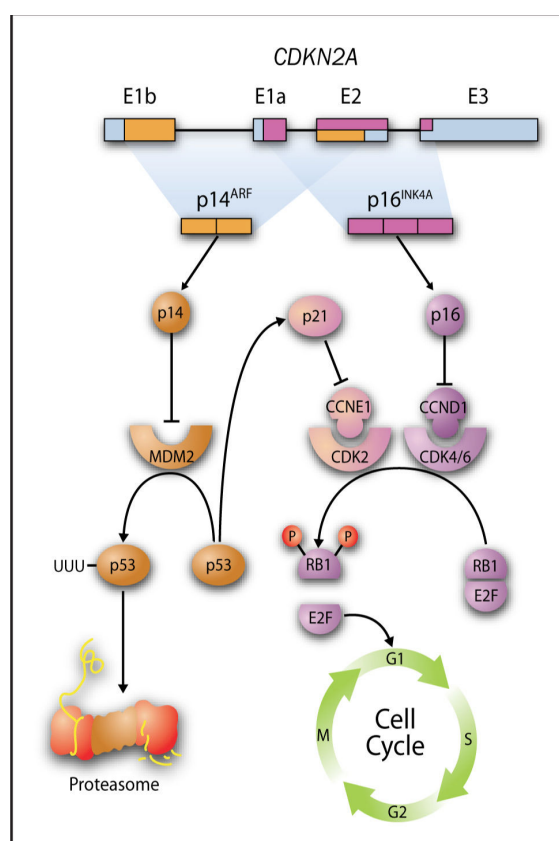 CDKN2A
E1b
E1a
E2
E3
p14ARF
p16INK4A
p14
p21
p16
CCNE1
CCND1
MDM2
CDK2
CDK4/6
P
P
UUU
p53
p53
RB1
RB1
E2F
E2F
G1
Cell
Cycle
M
S
G2
Proteasome